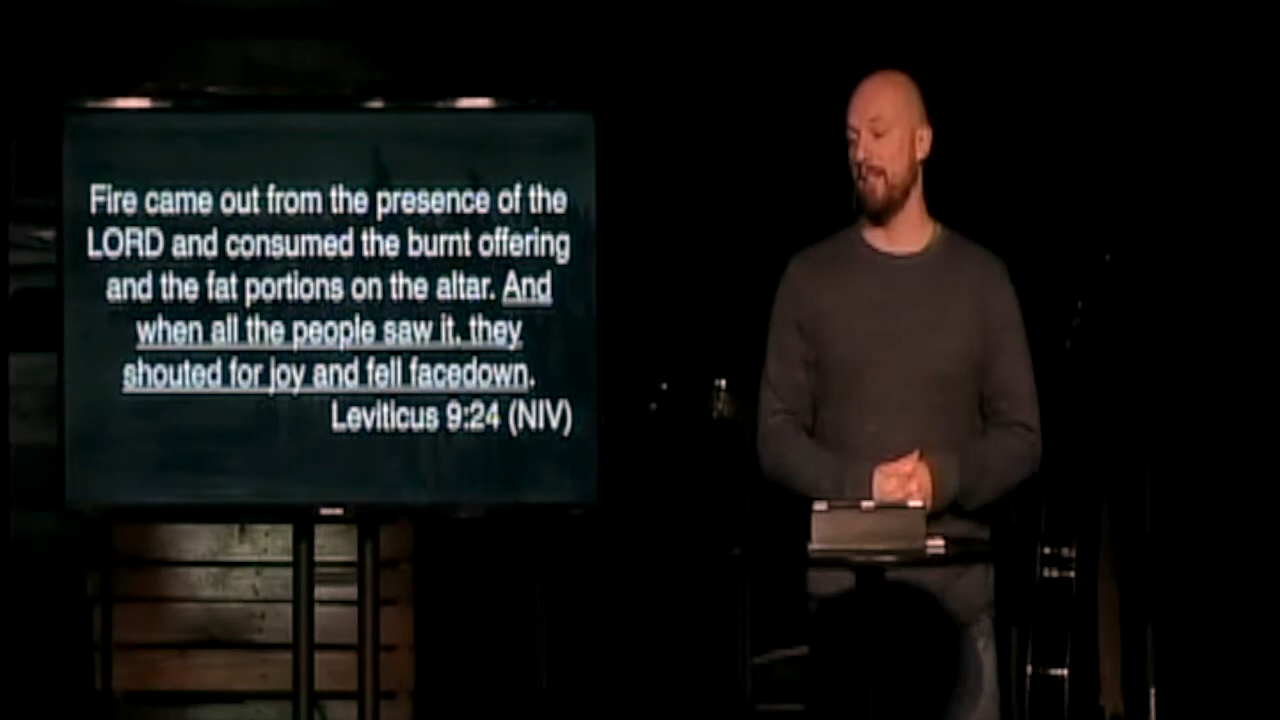 Fire came out from the presence of the
LORD and consumed the burnt offering
and the fat portions on the altar. And
when all the people saw it, they
shouted for joy and fell facedown.
Leviticus 9:24 (NIV)